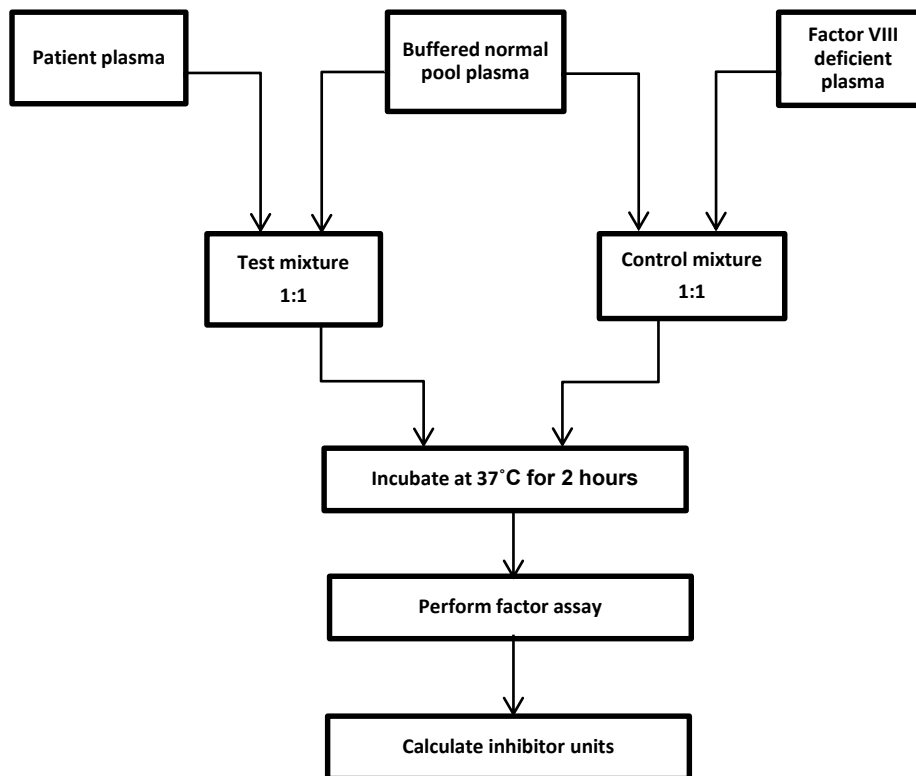 Patient plasma
Buffered normal
pool plasma
Factor VIII
deficient
plasma
Test mixture
1:1
Control mixture
1:1
Incubate at 37˚C for 2 hours
Perform factor assay
Calculate inhibitor units